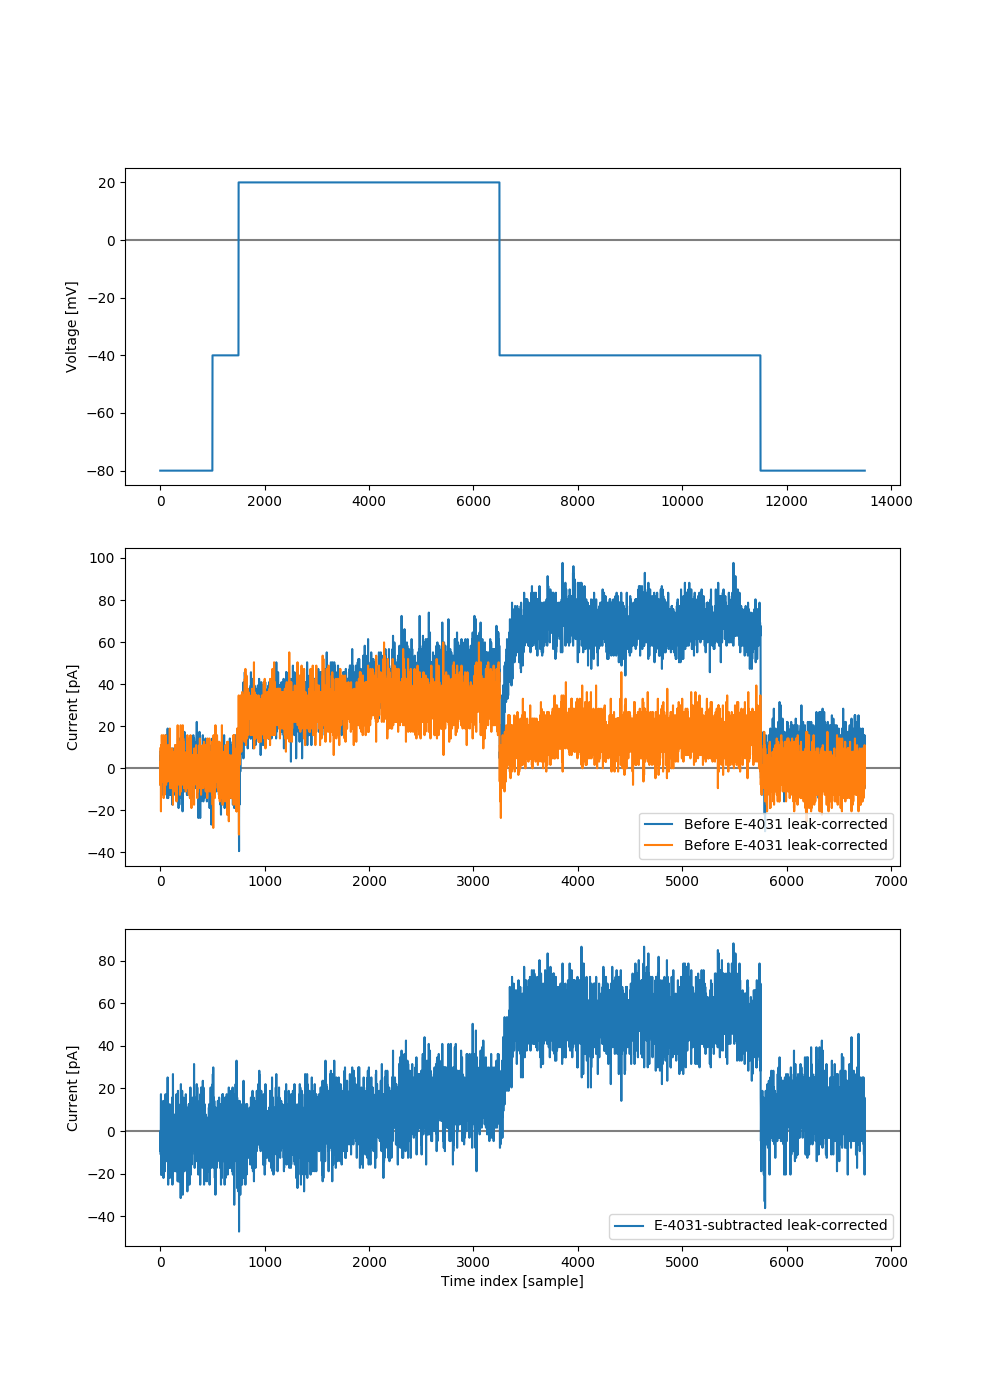 20
0
−20
−40
−60
−80
Voltage [mV]
0 2000 4000 6000 8000 10000 12000 14000
100
80
60
40
20
0
−20
−40
Current [pA]
Before E-4031 leak-corrected
Before E-4031 leak-corrected
0 1000 2000 3000 4000 5000 6000 7000
80
60
40
20
0
−20
−40
Current [pA]
E-4031-subtracted leak-corrected
0 1000 2000 3000 4000 5000 6000 7000
Time index [sample]